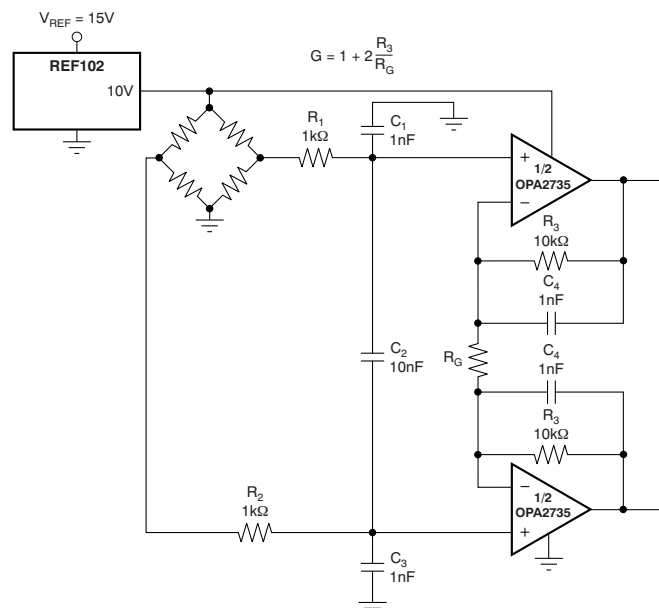 V_REF = 15V
REF102
10V
G = 1 + 2 R_3/R_G
R_1
1kΩ
C_1
1nF
+
1/2
OPA2735
−
R_3
10kΩ
C_4
1nF
C_2
10nF
R_G
C_4
1nF
R_3
10kΩ
R_2
1kΩ
−
1/2
OPA2735
+
C_3
1nF